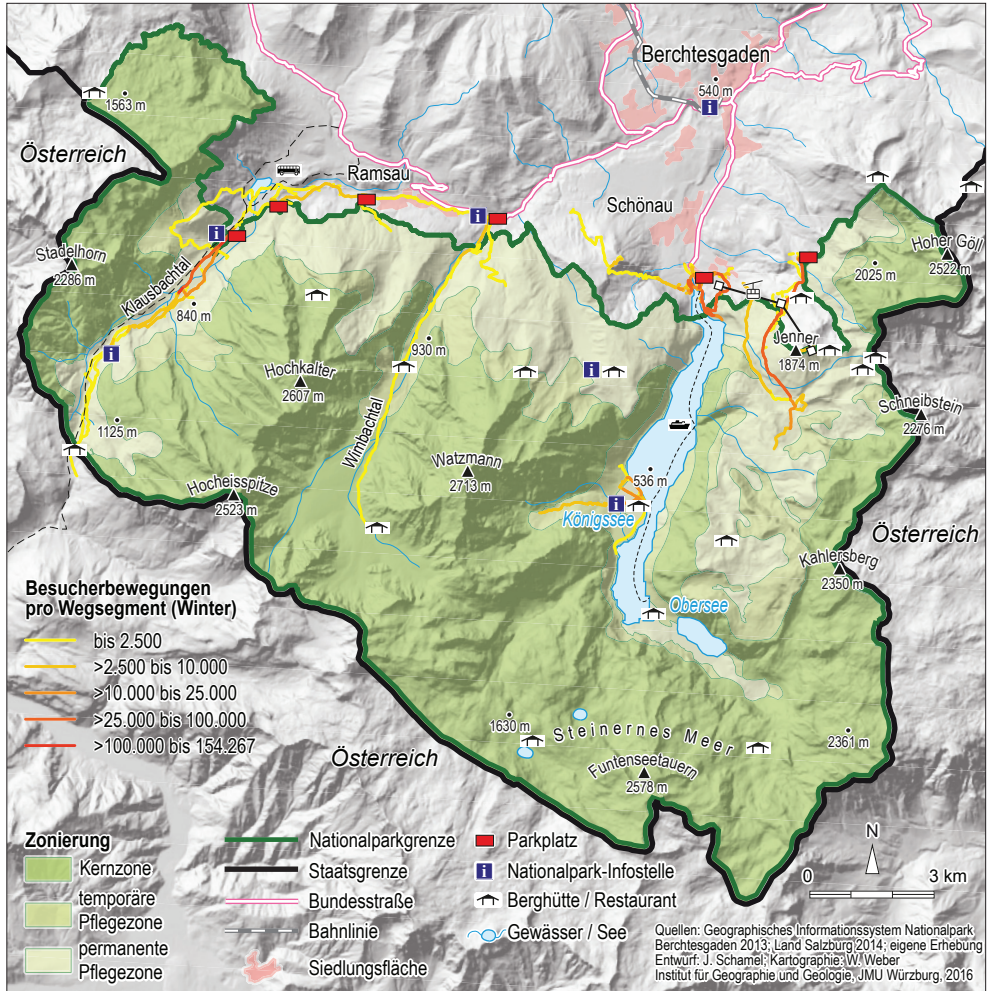 Berchtesgaden
540 m
1563 m
Österreich
Ramsau
Schönau
Stadelhorn
2286 m
Klausbachtal
840 m
Hoher Göll
2522 m
2025 m
930 m
Jenner
1874 m
Hochkalter
2607 m
Schneibstein
2276 m
1125 m
Wimbachtal
Watzmann
2713 m
536 m
Hocheisspitze
2523 m
Königssee
Österreich
Kahlersberg
2350 m
Obersee
Besucherbewegungen
pro Wegsegment (Winter)
bis 2.500
>2.500 bis 10.000
>10.000 bis 25.000
>25.000 bis 100.000
>100.000 bis 154.267
1630 m
Steinernes Meer
2361 m
Österreich
Funtenseetauern
2578 m
Zonierung
Kernzone
temporäre
Pflegezone
permanente
Pflegezone
Nationalparkgrenze
Staatsgrenze
Bundesstraße
Bahnlinie
Siedlungsfläche
Parkplatz
Nationalpark-Infostelle
Berghütte / Restaurant
Gewässer / See
N
0 3 km
Quellen: Geographisches Informationssystem Nationalpark
Berchtesgaden 2013; Land Salzburg 2014; eigene Erhebung
Entwurf: J. Schamel; Kartographie: W. Weber
Institut für Geographie und Geologie, JMU Würzburg, 2016